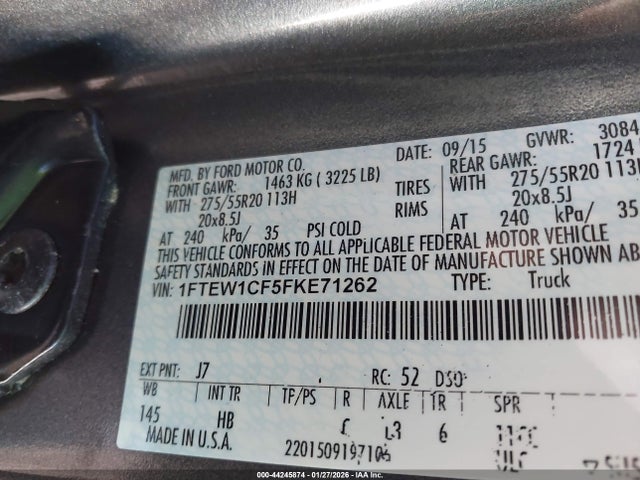 MFD. BY FORD MOTOR CO. DATE: 09/15 GVWR: 3084
FRONT GAWR: 1463 KG ( 3225 LB) REAR GAWR: 1724
WITH 275/55R20 113H TIRES WITH 275/55R20 113H
20x8.5J RIMS 20x8.5J
AT 240 kPa/ 35 PSI COLD AT 240 kPa/ 35
THIS VEHICLE CONFORMS TO ALL APPLICABLE FEDERAL MOTOR VEHICLE
SAFETY STANDARDS IN EFFECT ON THE DATE OF MANUFACTURE SHOWN AB
VIN: 1FTEW1CF5FKE71262 TYPE: Truck
EXT PNT: J7 RC: 52 DSO:
WB INT TR TP/PS R AXLE TR SPR
145 HB 6
MADE IN U.S.A. 
© 00-44245874 | 01/27/2026 - IAA, Inc.